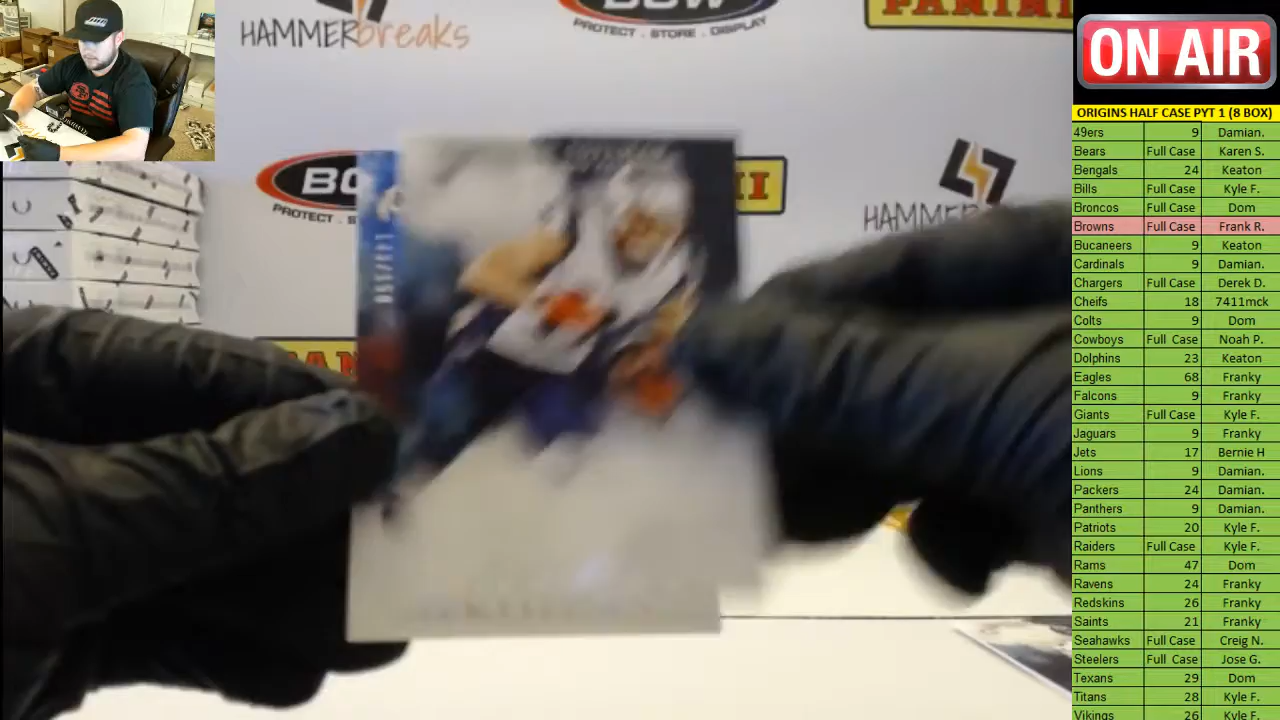 HAMMERbreaks
BCW
PROTECT . STORE . DISPLAY
PANINI
ON AIR
ORIGINS HALF CASE PYT 1 (8 BOX)
49ers 9 Damian.
Bears Full Case Karen S.
Bengals 24 Keaton
Bills Full Case Kyle F.
Broncos Full Case Dom
Browns Full Case Frank R.
Bucaneers 9 Keaton
Cardinals 9 Damian.
Chargers Full Case Derek D.
Cheifs 18 7411mck
Colts 9 Dom
Cowboys Full Case Noah P.
Dolphins 23 Keaton
Eagles 68 Franky
Falcons 9 Franky
Giants Full Case Kyle F.
Jaguars 9 Franky
Jets 17 Bernie H
Lions 9 Damian.
Packers 24 Damian.
Panthers 9 Damian.
Patriots 20 Kyle F.
Raiders Full Case Kyle F.
Rams 47 Dom
Ravens 24 Franky
Redskins 26 Franky
Saints 21 Franky
Seahawks Full Case Creig N.
Steelers Full Case Jose G.
Texans 29 Dom
Titans 28 Kyle F.
Vikings 26 Kyle F.
BC
PROTECT . S
II
HAMMER